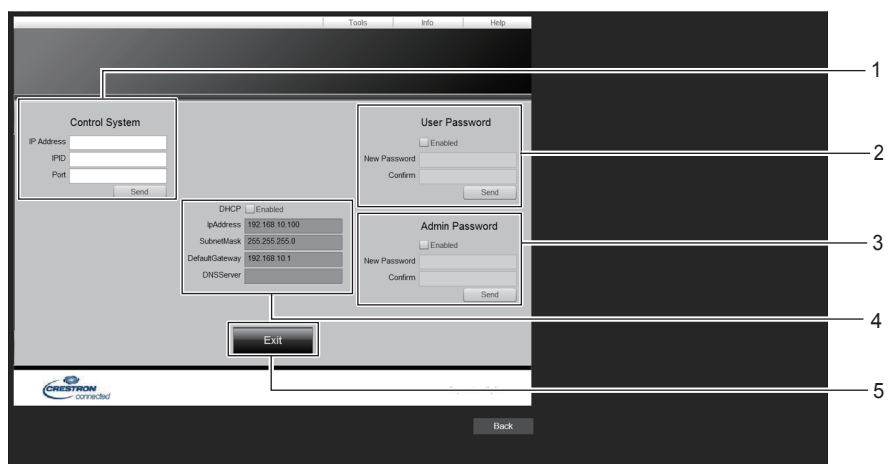 Tools Info Help
1
Control System
IP Address
IPID
Port
Send
User Password
Enabled
New Password
Confirm
Send
2
DHCP Enabled
IpAddress 192.168.10.100
SubnetMask 255.255.255.0
DefaultGateway 192.168.10.1
DNSServer
Admin Password
Enabled
New Password
Confirm
Send
3
4
Exit
CRESTRON
connected
5
Back